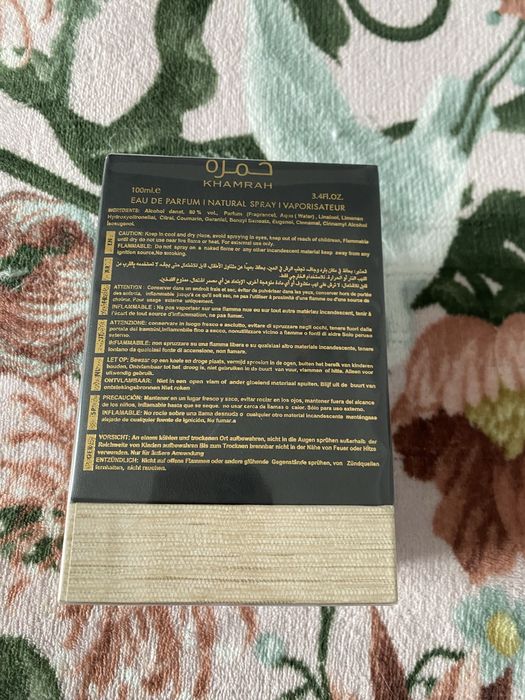 خمره
KHAMRAH
100ml.e 3.4Fl.OZ.
EAU DE PARFUM I NATURAL SPRAY I VAPORISATEUR
INGREDIENTS: Alcohol denat, 80 % vol., Parfum (Fragrance), Aqua (Water), Linalool, Limonen
Hydroxycitronellal, Citral, Coumarin, Geraniol, Benzyl Benzoate, Eugenol, Cinnamal, Cinnamyl Alcohol
Isoeugenol.
EN CAUTION: Keep in cool and dry place, avoid spraying in eyes, keep out of reach of children, Flammable
until dry do not use near fire flame or heat. For external use only.
FLAMMABLE: Do not spray on a naked flame or any other incandescent material keep away from any
ignition source, No smoking.
AR
ATTENTION : Conserver dans un endroit frais et sec, éviter de pulvériser dans les yeux, conserver hors de portée
des enfants, inflammable jusqu'à ce qu'il soit sec, ne pas l'utiliser à proximité d'une flamme ou d'une source de
chaleur. Pour usage externe uniquement.
INFLAMMABLE : Ne pas vaporiser sur une flamme nue ou sur tout autre matériau incandescent, tenir à
l'écart de toute source d'inflammation, ne pas fumer.
ATTENZIONE: conservare in luogo fresco e asciutto, evitare di spruzzare negli occhi, tenere fuori dalla
portata dei bambini, infiammabile fino a secco, non utilizzare vicino a fiamme o fonti di calore Solo per uso
esterno.
INFIAMMABILE: non spruzzare su una fiamma libera o su qualsiasi altro materiale incandescente, tenere
lontano da qualsiasi fonte di accensione, non fumare.
LET OP: Bewaar op een koele en droge plaats, vermijd sproeien in de ogen, buiten het bereik van kinderen
houden, Ontvlambaar tot het droog is, niet gebruiken in de buurt van vuur, vlammen of hitte. Alleen voor
uitwendig gebruik.
ONTVLAMBAAR: Niet in een open vlam of ander gloeiend materiaal spuiten, Blijf uit de buurt van
ontstekingsbronnen Niet roken
PRECAUCIÓN: Mantener en un lugar fresco y seco, evitar rociar en los ojos, mantener fuera del alcance
de los niños, inflamable hasta que se seque, no usar cerca de llamas o calor. Sólo para uso externo.
INFLAMABLE: No rocíe sobre una llama desnuda o cualquier otro material incandescente manténgase
alejado de cualquier fuente de ignición, No fumar.
VORSICHT: An einem kühlen und trockenen Ort aufbewahren, nicht in die Augen sprühen außerhalb der
Reichweite von Kindern aufbewahren Bis zum Trocknen brennbar nicht in der Nähe von Feuer oder Hitze
verwenden. Nur für äußere Anwendung
ENTZÜNDLICH: Nicht auf offene Flammen oder andere glühende Gegenstände sprühen, von Zündquellen
fernhalten, nicht rauchen.